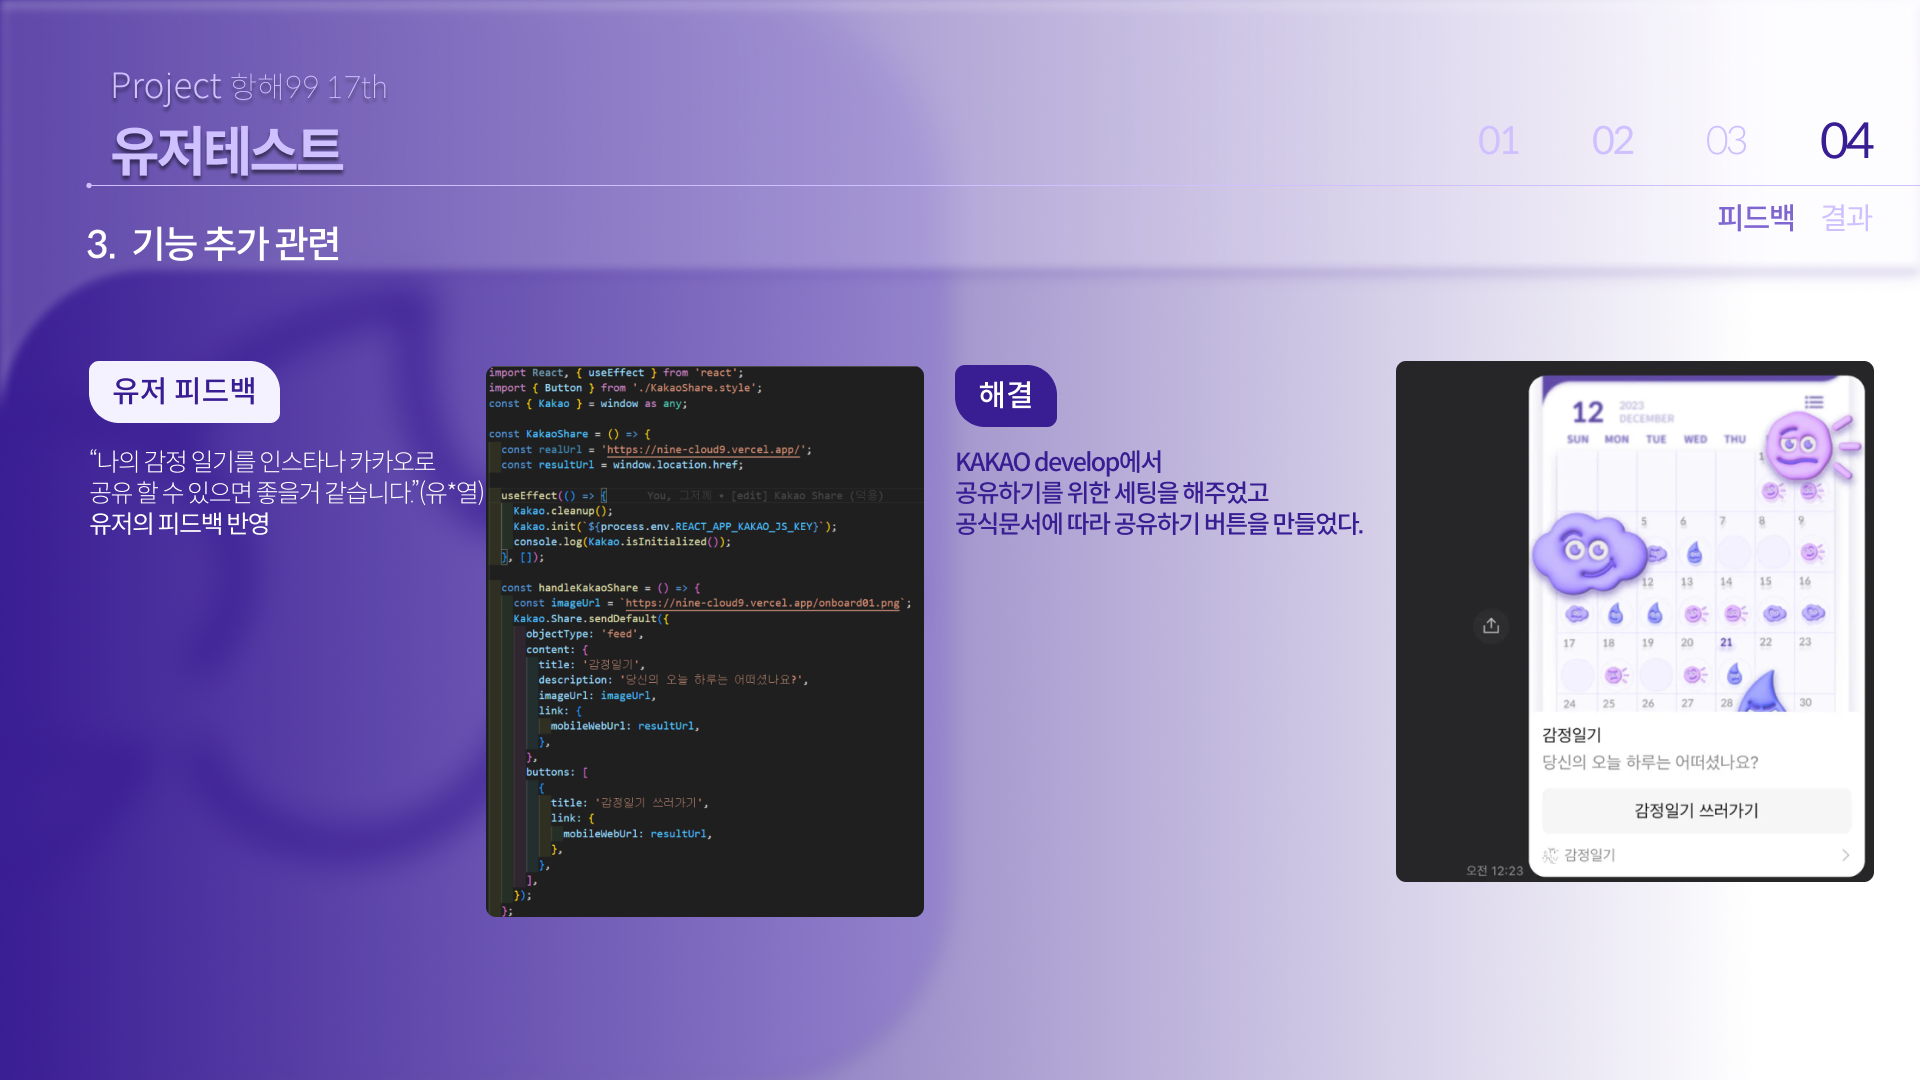 Project 항해99 17th
유저테스트
01 02 03 04
피드백 결과
3. 기능 추가 관련
유저 피드백
“나의 감정 일기를 인스타나 카카오로
공유 할 수 있으면 좋을거 같습니다.”(유*열)
유저의 피드백 반영
import React, { useEffect } from 'react';
import { Button } from './KakaoShare.style';
const { Kakao } = window as any;
const KakaoShare = () => {
const realUrl = 'https://nine-cloud9.vercel.app/';
const resultUrl = window.location.href;
useEffect(() => { You, 그저께 • [edit] Kakao Share (덕용)
Kakao.cleanup();
Kakao.init(`${process.env.REACT_APP_KAKAO_JS_KEY}`);
console.log(Kakao.isInitialized());
}, []);
const handleKakaoShare = () => {
const imageUrl = `https://nine-cloud9.vercel.app/onboard01.png`;
Kakao.Share.sendDefault({
objectType: 'feed',
content: {
title: '감정일기',
description: '당신의 오늘 하루는 어떠셨나요?',
imageUrl: imageUrl,
link: {
mobileWebUrl: resultUrl,
},
},
buttons: [
{
title: '감정일기 쓰러가기',
link: {
mobileWebUrl: resultUrl,
},
},
],
});
};
해결
KAKAO develop에서
공유하기를 위한 세팅을 해주었고
공식문서에 따라 공유하기 버튼을 만들었다.
12 2023
DECEMBER
SUN MON TUE WED THU
1
5 6 7 8 9
12 13 14 15 16
17 18 19 20 21 22 23
24 25 26 27 28 30
감정일기
당신의 오늘 하루는 어떠셨나요?
감정일기 쓰러가기
감정일기
오전 12:23